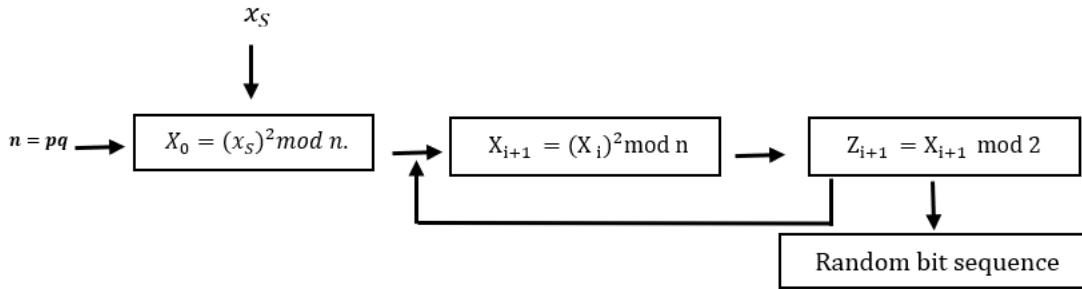 x_S
n = pq
X_0 = (x_S)^2 mod n.
X_{i+1} = (X_i)^2 mod n
Z_{i+1} = X_{i+1} mod 2
Random bit sequence